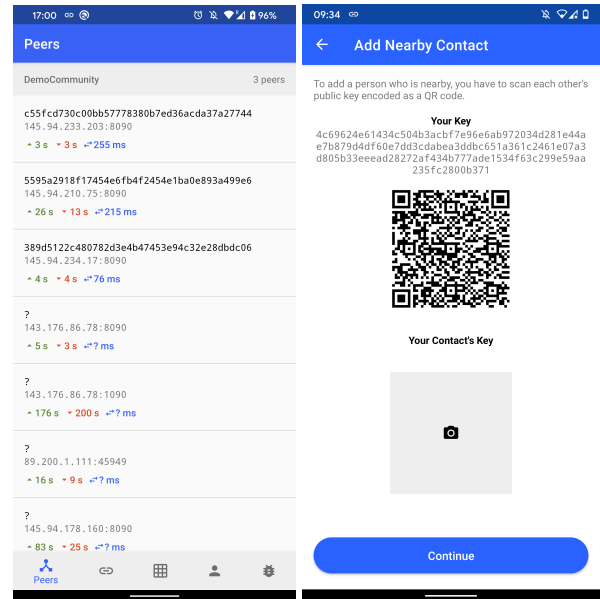 17:00
96%
Peers
DemoCommunity 3 peers
c55fcd730c00bb57778380b7ed36acda37a27744
145.94.233.203:8090
3 s 3 s 255 ms
5595a2918f17454e6fb4f2454e1ba0e893a499e6
145.94.210.75:8090
26 s 13 s 215 ms
389d5122c480782d3e4b47453e94c32e28dbdc06
145.94.234.17:8090
4 s 4 s 76 ms
?
143.176.86.78:8090
5 s 3 s ? ms
?
143.176.86.78:1090
176 s 200 s ? ms
?
89.200.1.111:45949
16 s 9 s ? ms
?
145.94.178.160:8090
83 s 25 s ? ms
Peers
09:34
Add Nearby Contact
To add a person who is nearby, you have to scan each other's
public key encoded as a QR code.
Your Key
4c69624e61434c504b3acbf7e96e6ab972034d281e44a
e7b879d4df60e7dd3cdabea3ddbc651a361c2461e07a3
d805b33eeead28272af434b777ade1534f63c299e59aa
235fc2800b371
Your Contact's Key
Continue